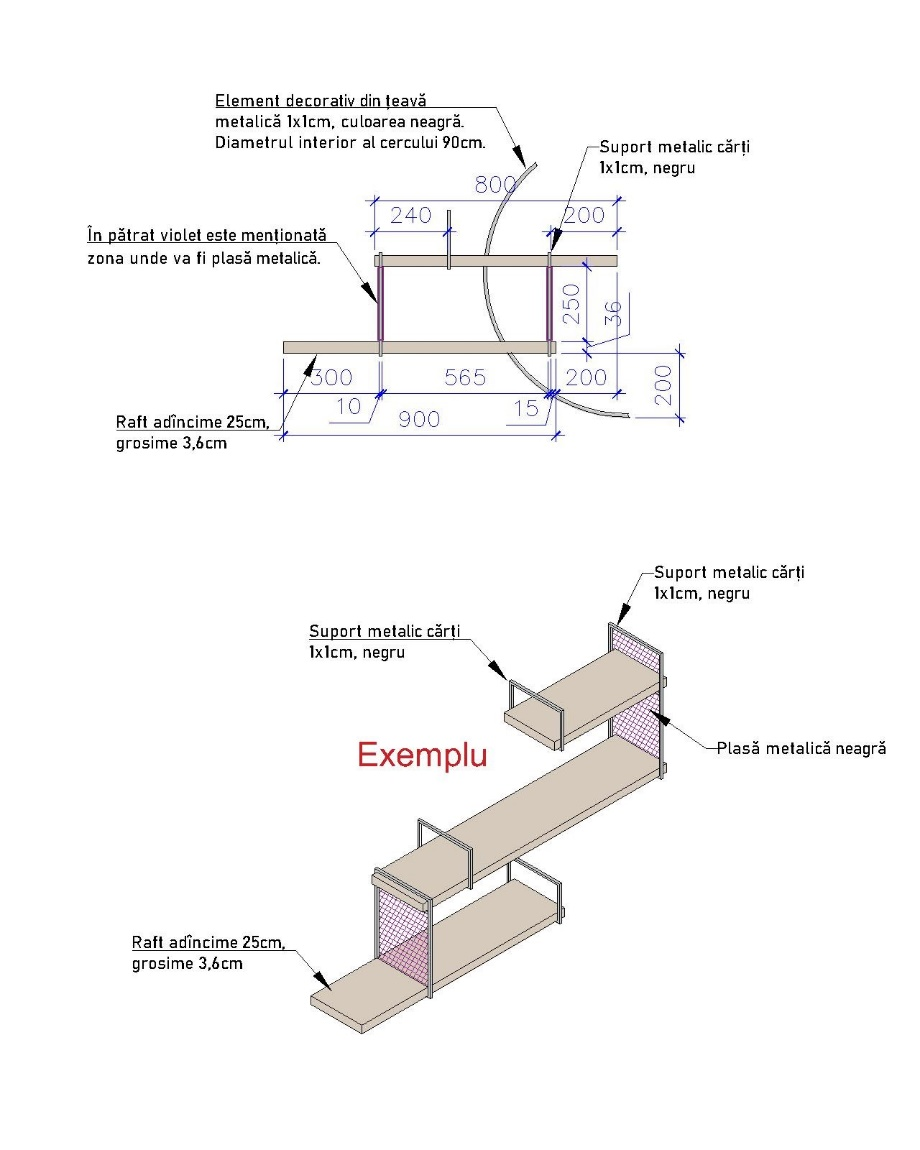 Element decorativ din țeavă
metalică 1x1cm, culoarea neagră.
Diametrul interior al cercului 90cm.
Suport metalic cărți
1x1cm, negru
800
240
200
În pătrat violet este menționată
zona unde va fi plasă metalică.
250
36
300
565
200
200
10
15
900
Raft adîncime 25cm,
grosime 3,6cm
Suport metalic cărți
1x1cm, negru
Suport metalic cărti
1x1cm, negru
Exemplu
Plasă metalică neagră
Raft adîncime 25cm,
grosime 3,6cm